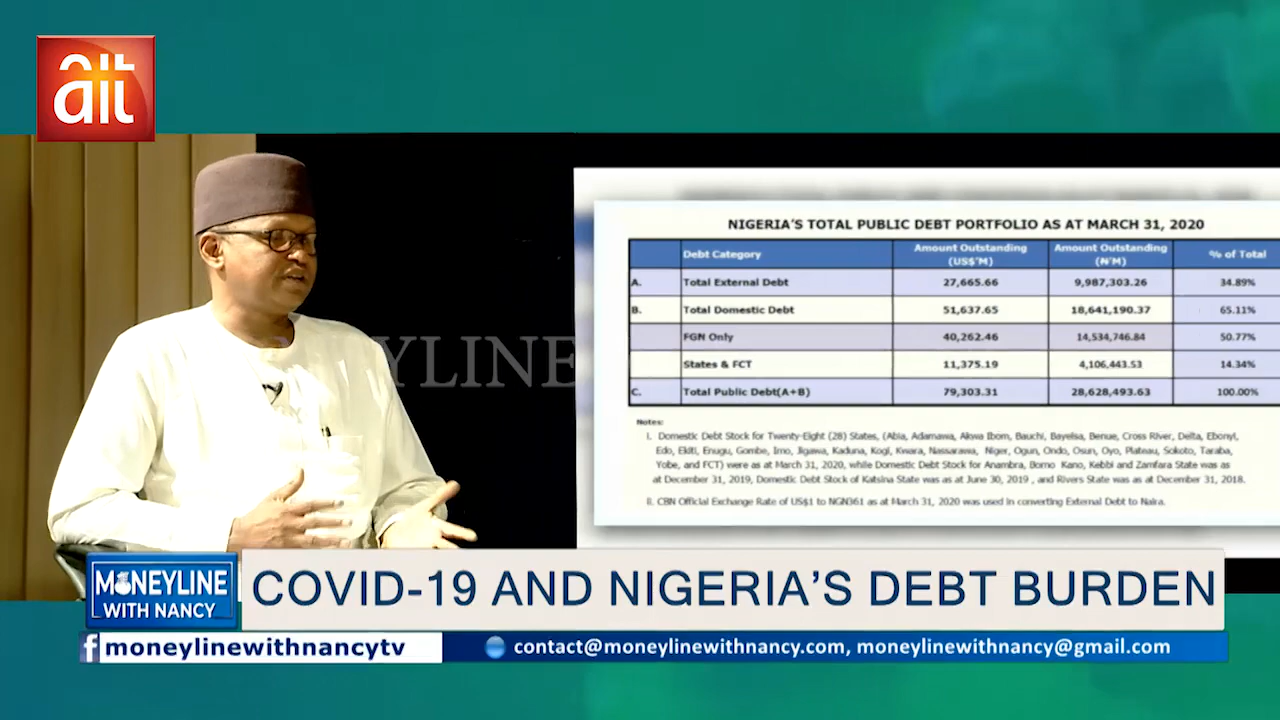 ait
YLINE
NIGERIA'S TOTAL PUBLIC DEBT PORTFOLIO AS AT MARCH 31, 2020
Debt Category Amount Outstanding (US$'M) Amount Outstanding (₦'M) % of Total
A. Total External Debt 27,665.66 9,987,303.26 34.89%
B. Total Domestic Debt 51,637.65 18,641,190.37 65.11%
FGN Only 40,262.46 14,534,746.84 50.77%
States & FCT 11,375.19 4,106,443.53 14.34%
C. Total Public Debt(A+B) 79,303.31 28,628,493.63 100.00%
Notes:
I. Domestic Debt Stock for Twenty-Eight (28) States, (Abia, Adamawa, Akwa Ibom, Bauchi, Bayelsa, Benue, Cross River, Delta, Ebonyi,
Edo, Ekiti, Enugu, Gombe, Imo, Jigawa, Kaduna, Kogi, Kwara, Nassarawa, Niger, Ogun, Ondo, Osun, Oyo, Plateau, Sokoto, Taraba,
Yobe, and FCT) were as at March 31, 2020, while Domestic Debt Stock for Anambra, Borno Kano, Kebbi and Zamfara State was as
at December 31, 2019, Domestic Debt Stock of Katsina State was as at June 30, 2019 , and Rivers State was as at December 31, 2018.
II. CBN Official Exchange Rate of US$1 to NGN361 as at March 31, 2020 was used in converting External Debt to Naira.
MONEYLINE
WITH NANCY
COVID-19 AND NIGERIA'S DEBT BURDEN
f moneylinewithnancytv
contact@moneylinewithnancy.com, moneylinewithnancy@gmail.com